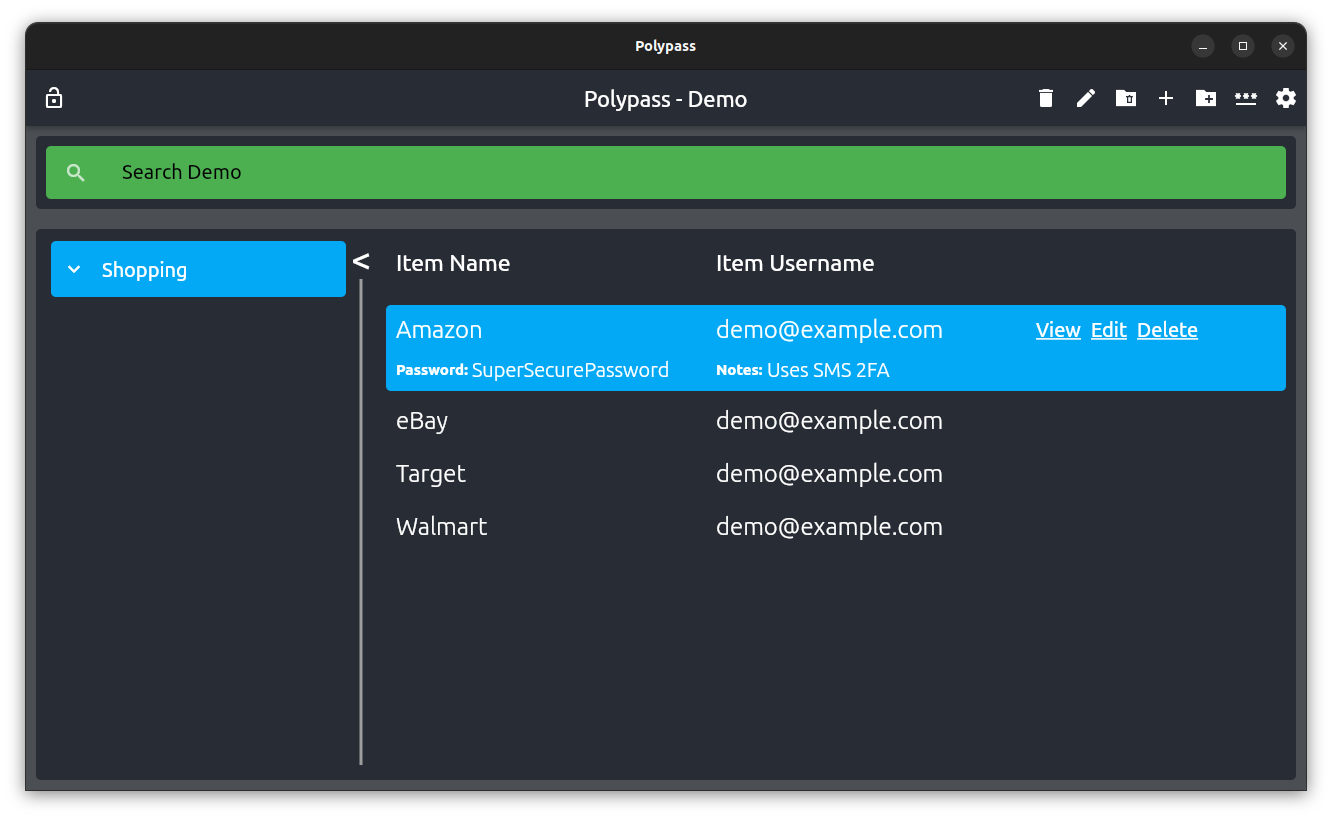 Polypass
Polypass - Demo
Search Demo
Shopping
< Item Name Item Username
Amazon demo@example.com View Edit Delete
Password: SuperSecurePassword Notes: Uses SMS 2FA
eBay demo@example.com
Target demo@example.com
Walmart demo@example.com